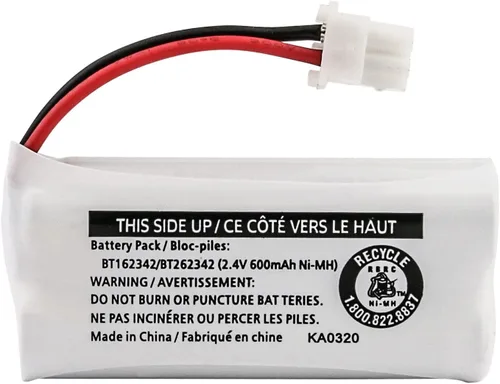 THIS SIDE UP / CE CÔTÉ VERS LE HAUT
Battery Pack / Bloc-piles:
BT162342/BT262342 (2.4V 600mAh Ni-MH)
WARNING / AVERTISSEMENT:
DO NOT BURN OR PUNCTURE BAT TERIES.
NE PAS INCINÉRER OU PERCER LES PILES.
Made in China / Fabriqué en chine KA0320
RECYCLE
RBRC
Ni-MH
1.800.822.8837